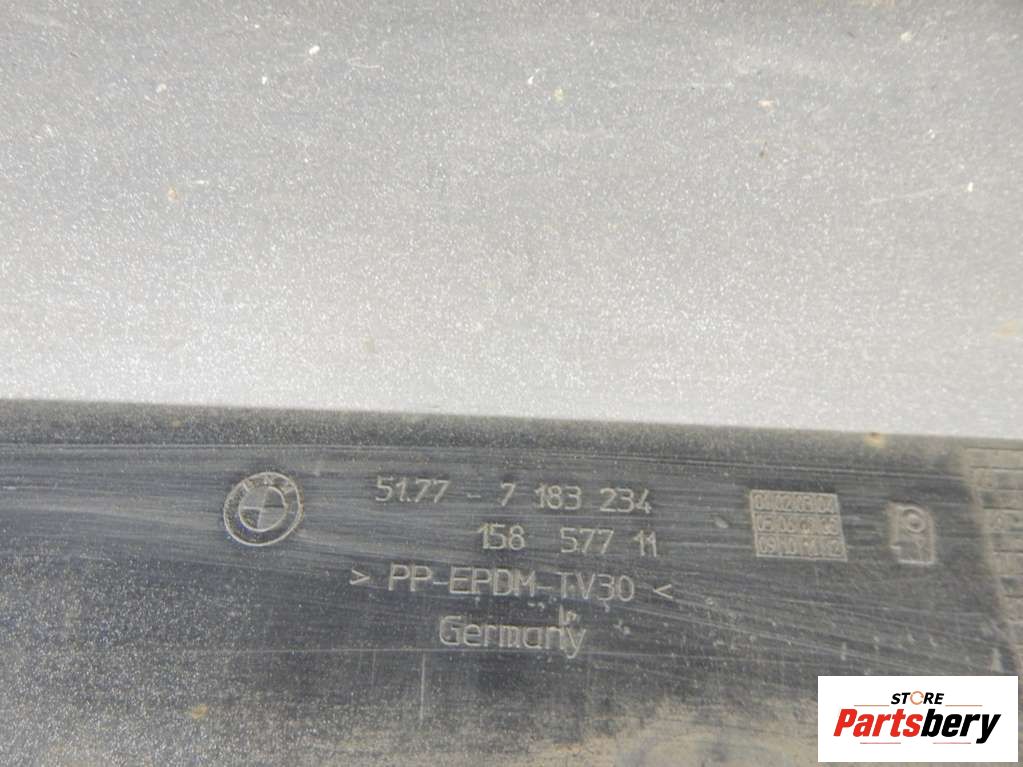 51.77 - 7 183 234
158 577 11
> PP-EPDM-TV30 <
Germany
STORE
Partsbery